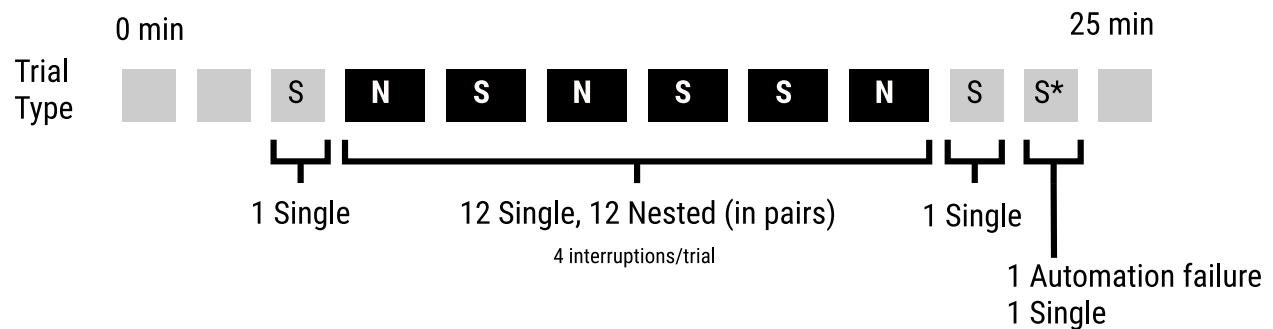 0 min
25 min
Trial
Type
S N S N S S N S S*
1 Single
12 Single, 12 Nested (in pairs)
1 Single
4 interruptions/trial
1 Automation failure
1 Single